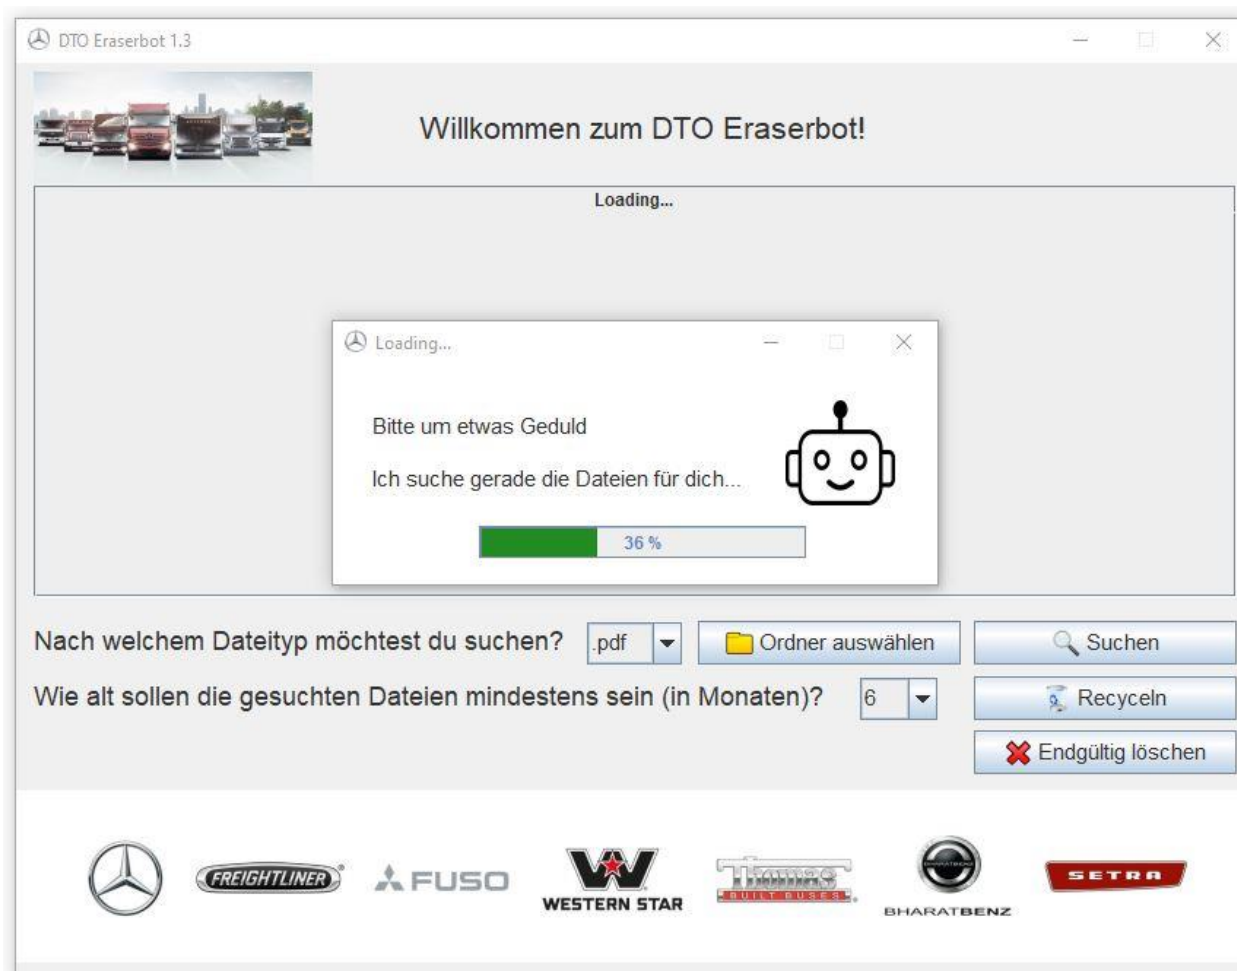 DTO Eraserbot 1.3
Willkommen zum DTO Eraserbot!
Loading...
Loading...
Bitte um etwas Geduld
Ich suche gerade die Dateien für dich...
36 %
Nach welchem Dateityp möchtest du suchen?
.pdf
Ordner auswählen
Suchen
Wie alt sollen die gesuchten Dateien mindestens sein (in Monaten)?
6
Recyceln
Endgültig löschen
FREIGHTLINER
FUSO
WESTERN STAR
Thomas
BUILT BUSES
BHARATBENZ
BHARATBENZ
SETRA